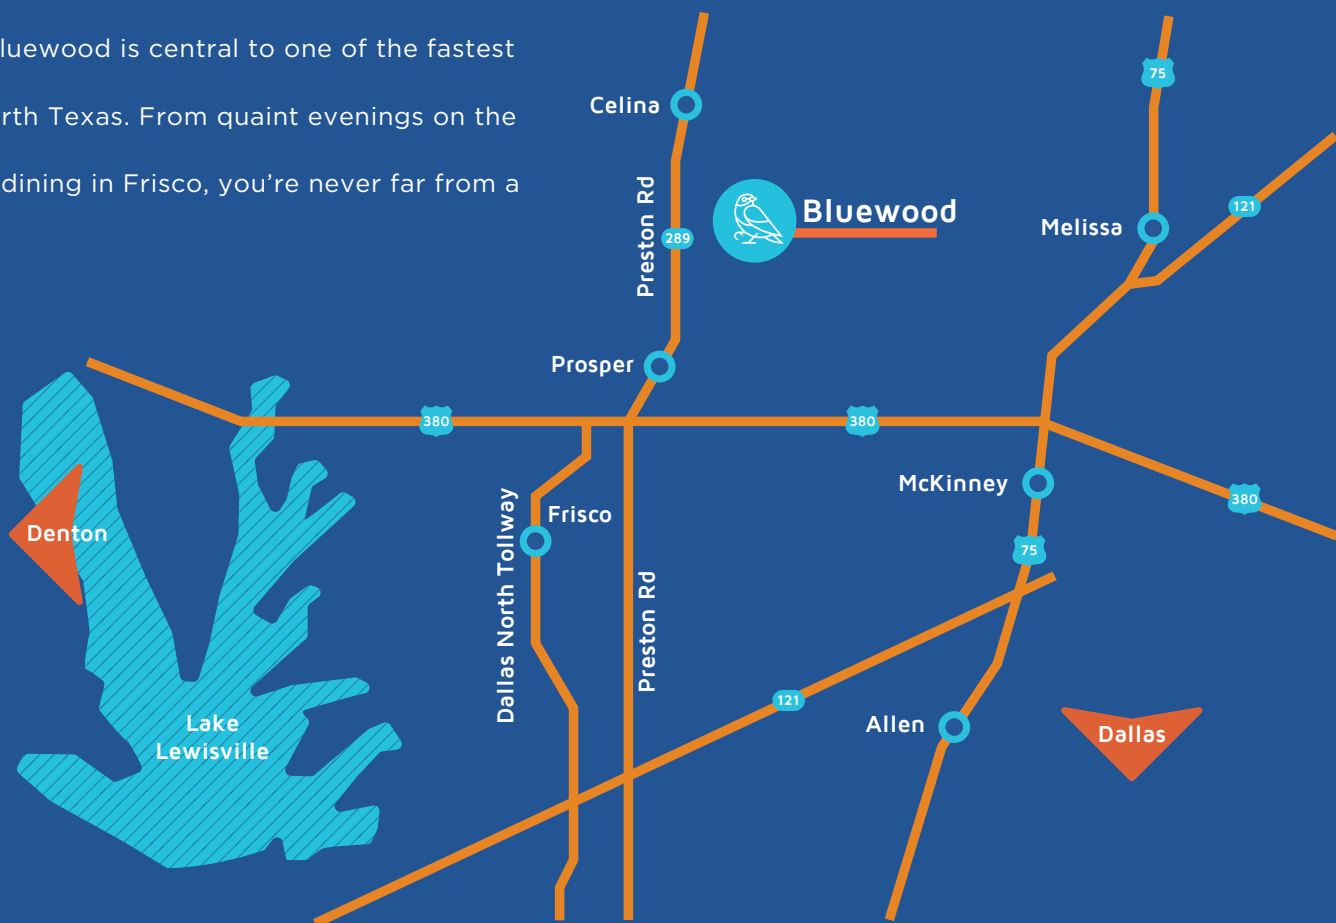 luewood is central to one of the fastest
rth Texas. From quaint evenings on the
dining in Frisco, you’re never far from a
75
Celina
Preston Rd
289
Bluewood
Melissa
121
Prosper
380
380
McKinney
380
Denton
Frisco
Dallas North Tollway
75
Preston Rd
121
Lake
Lewisville
Allen
Dallas